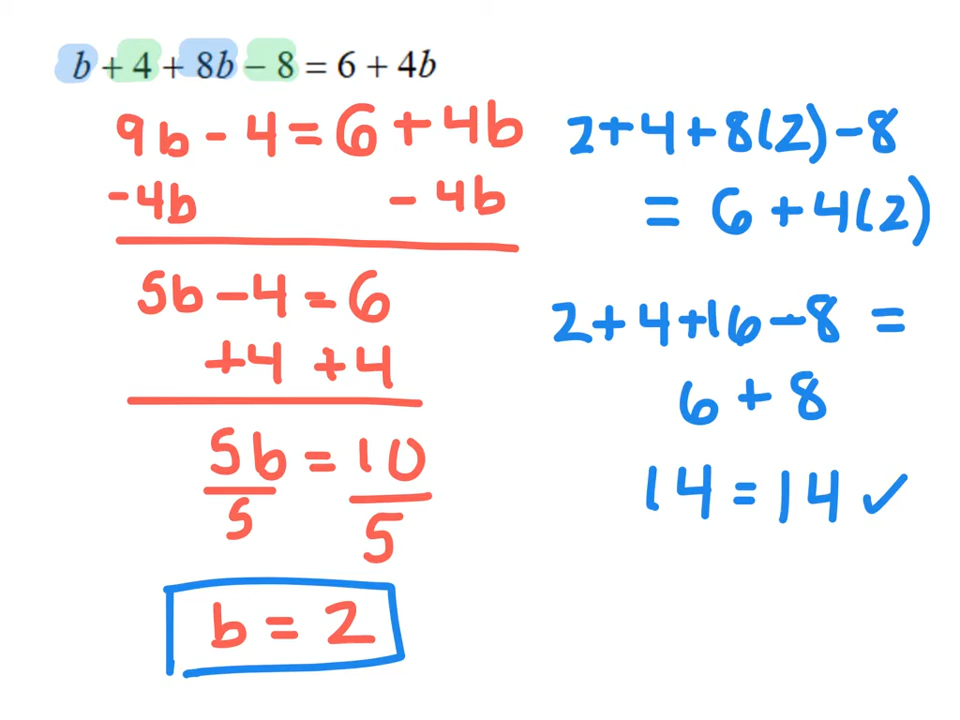 b + 4 + 8b − 8 = 6 + 4b
9b - 4 = 6 + 4b
-4b - 4b
5b - 4 = 6
+4 +4
5b = 10
5 5
b = 2
2+4+8(2)-8
= 6 + 4(2)
2+4+16-8 =
6 + 8
14 = 14 ✓